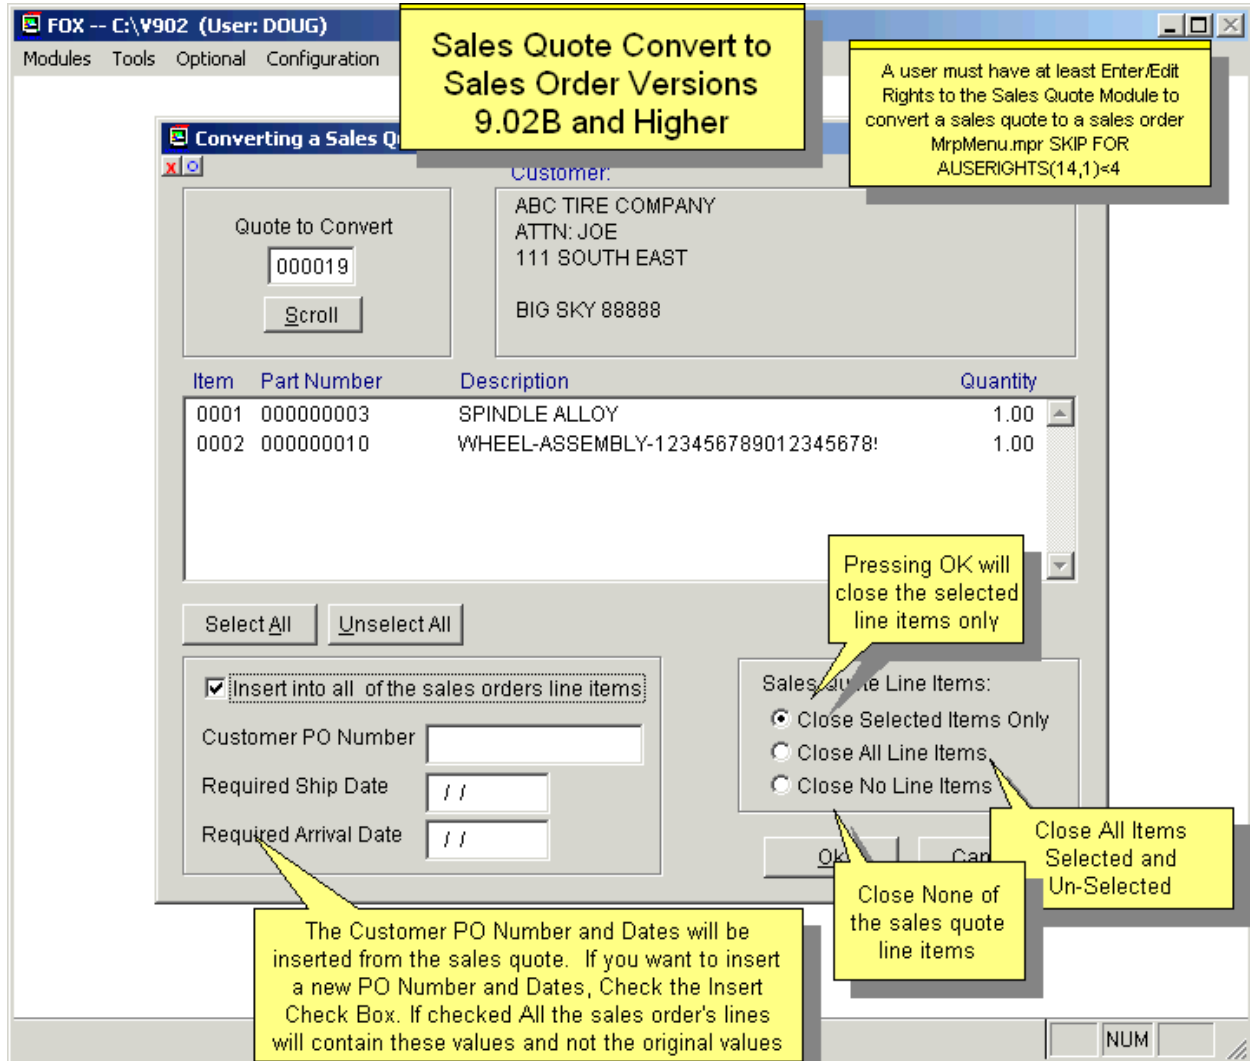 FOX -- C:\V902 (User: DOUG)
Modules Tools Optional Configuration
Sales Quote Convert to
Sales Order Versions
9.02B and Higher
A user must have at least Enter/Edit
Rights to the Sales Quote Module to
convert a sales quote to a sales order
MrpMenu.mpr SKIP FOR
AUSERIGHTS(14,1)<4
Converting a Sales Q
Customer:
Quote to Convert
000019
Scroll
ABC TIRE COMPANY
ATTN: JOE
111 SOUTH EAST
BIG SKY 88888
Item Part Number Description Quantity
0001 000000003 SPINDLE ALLOY 1.00
0002 000000010 WHEEL-ASSEMBLY-123456789012345678 1.00
Pressing OK will
close the selected
line items only
Select All Unselect All
Insert into all of the sales orders line items
Customer PO Number
Required Ship Date / /
Required Arrival Date / /
Sales Quote Line Items:
Close Selected Items Only
Close All Line Items
Close No Line Items
Ok
Can
Close All Items
Selected and
Un-Selected
Close None of
the sales quote
line items
The Customer PO Number and Dates will be
inserted from the sales quote. If you want to insert
a new PO Number and Dates, Check the Insert
Check Box. If checked All the sales order's lines
will contain these values and not the original values
NUM